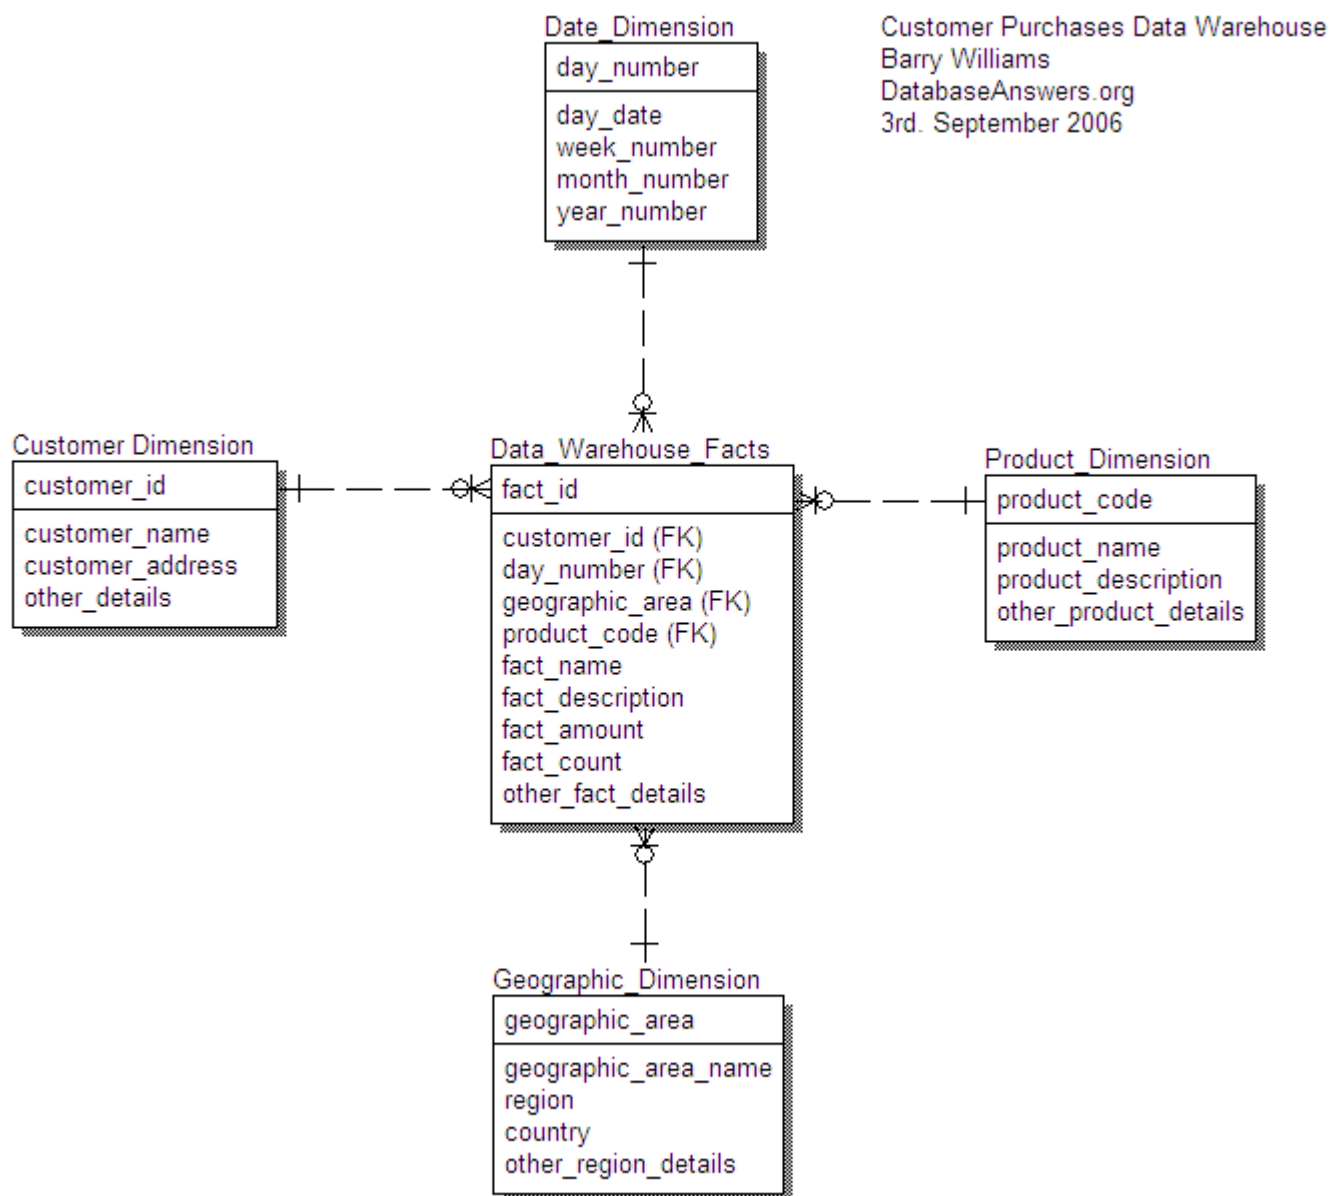 Date_Dimension
day_number
day_date
week_number
month_number
year_number
Customer Purchases Data Warehouse
Barry Williams
DatabaseAnswers.org
3rd. September 2006
Customer Dimension
customer_id
customer_name
customer_address
other_details
Data_Warehouse_Facts
fact_id
customer_id (FK)
day_number (FK)
geographic_area (FK)
product_code (FK)
fact_name
fact_description
fact_amount
fact_count
other_fact_details
Product_Dimension
product_code
product_name
product_description
other_product_details
Geographic_Dimension
geographic_area
geographic_area_name
region
country
other_region_details